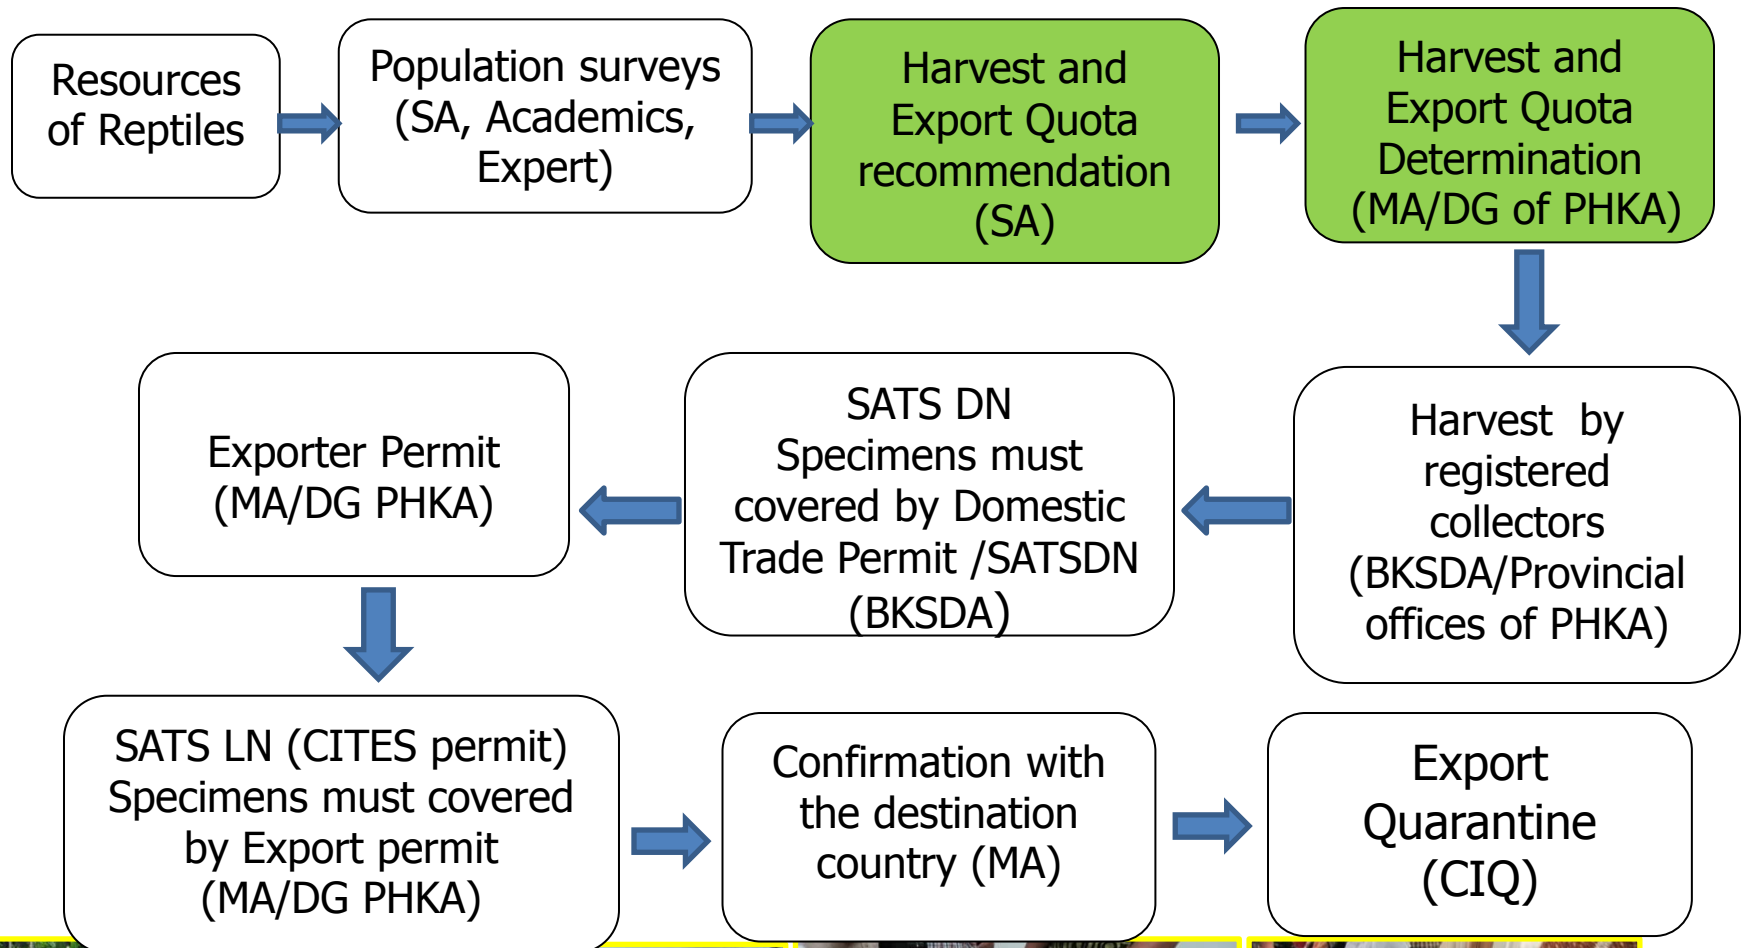 Resources
of Reptiles
Population surveys
(SA, Academics,
Expert)
Harvest and
Export Quota
recommendation
(SA)
Harvest and
Export Quota
Determination
(MA/DG of PHKA)
Harvest by
registered
collectors
(BKSDA/Provincial
offices of PHKA)
SATS DN
Specimens must
covered by Domestic
Trade Permit /SATSDN
(BKSDA)
Exporter Permit
(MA/DG PHKA)
SATS LN (CITES permit)
Specimens must covered
by Export permit
(MA/DG PHKA)
Confirmation with
the destination
country (MA)
Export
Quarantine
(CIQ)